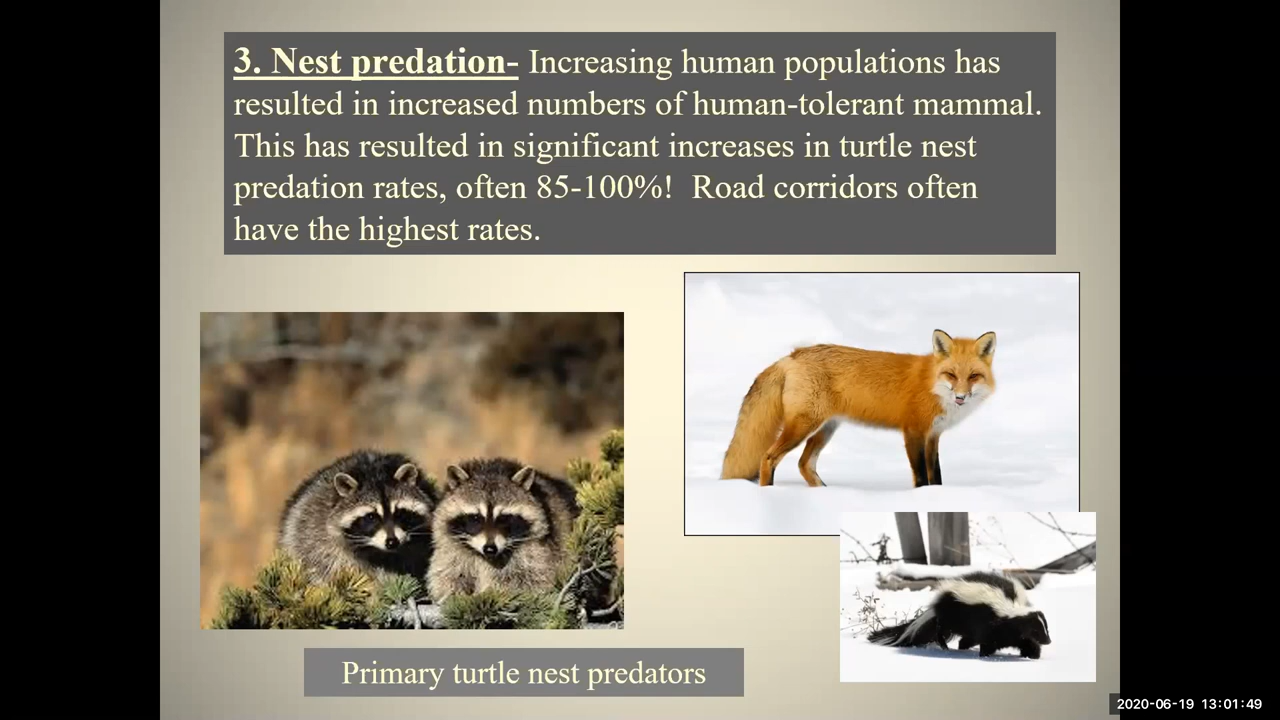 3. Nest predation- Increasing human populations has
resulted in increased numbers of human-tolerant mammal.
This has resulted in significant increases in turtle nest
predation rates, often 85-100%!  Road corridors often
have the highest rates.
Primary turtle nest predators
2020-06-19 13:01:49